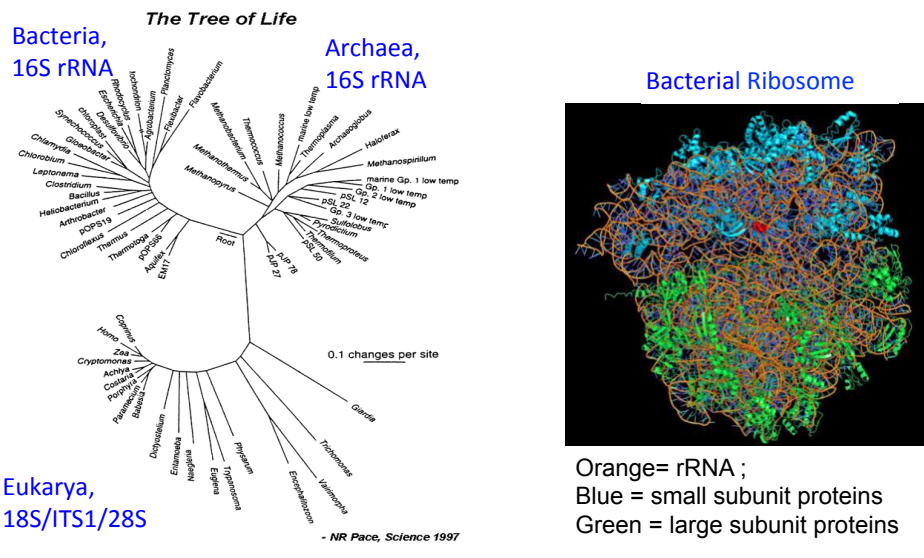 The Tree of Life
Bacteria,
16S rRNA
Archaea,
16S rRNA
Planctomyces
Flavobacterium
Flexibacter
Agrobacterium
Rhodocyclus
Escherichia
Desulfovibrio
Synechococcus
chloroplast
Gloeobacter
Chlamydia
Chlorobium
Leptonema
Clostridium
Bacillus
Heliobacterium
Arthrobacter
pOPS19
Chloroflexus
Thermus
Thermotoga
pOPS66
Aquifex
EM17
Root
Methanobacterium
Methanothermus
Methanopyrus
Thermococcus
Methanococcus
marine low temp
Thermoplasma
Archaeoglobus
Haloferax
Methanospirillum
marine Gp. 1 low temp
Gp. 1 low temp
Gp. 2 low temp
pSL 12
pSL 22
Gp. 3 low temp
Sulfolobus
Pyrodictium
Thermoproteus
Thermofilum
pSL 50
pJP 78
pJP 27
Coprinus
Homo
Zea
Cryptomonas
Achlya
Costaria
Porphyra
Paramecium
Babesia
Dictyostelium
Entamoeba
Naegleria
Euglena
Trypanosoma
Physarum
Encephalitozoon
Vairimorpha
Trichomonas
Giarda
0.1 changes per site
Eukarya,
18S/ITS1/28S
- NR Pace, Science 1997
Bacterial Ribosome
Orange= rRNA ;
Blue = small subunit proteins
Green = large subunit proteins